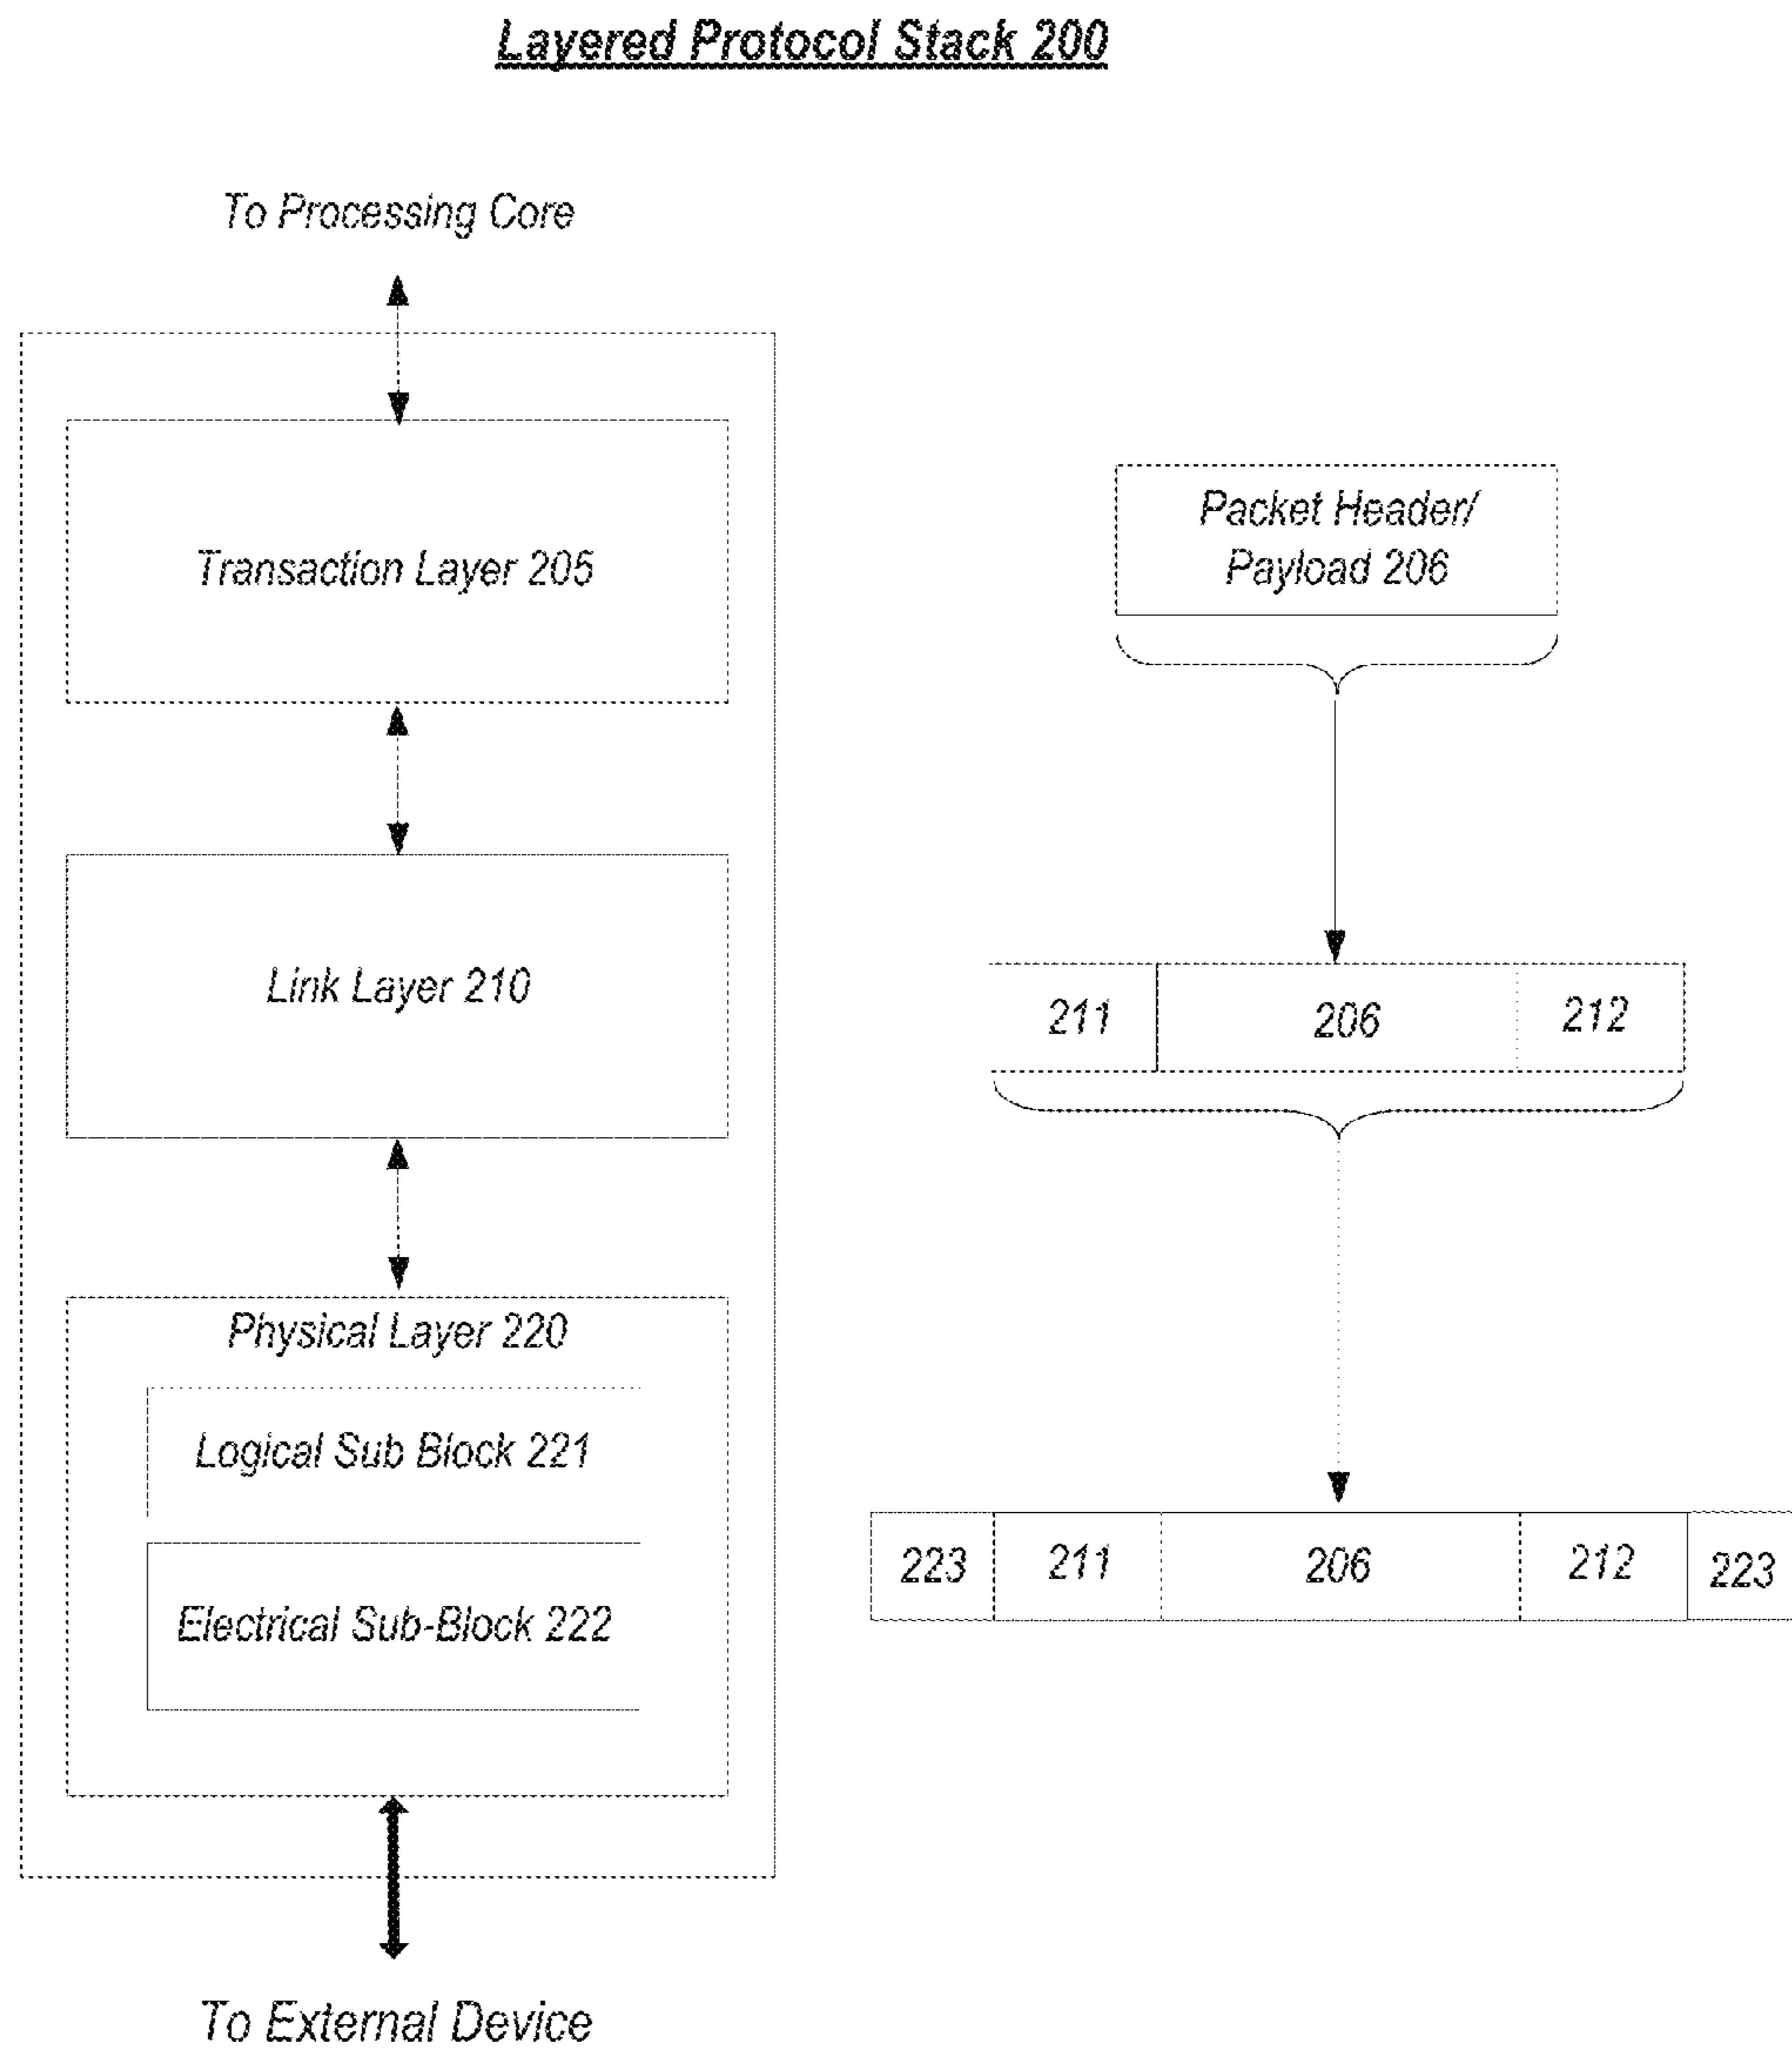 Layered Protocol Stack 200
To Processing Core
Transaction Layer 205
Packet Header/
Payload 206
Link Layer 210
211 206 212
Physical Layer 220
Logical Sub Block 221
Electrical Sub-Block 222
223 211 206 212 223
To External Device